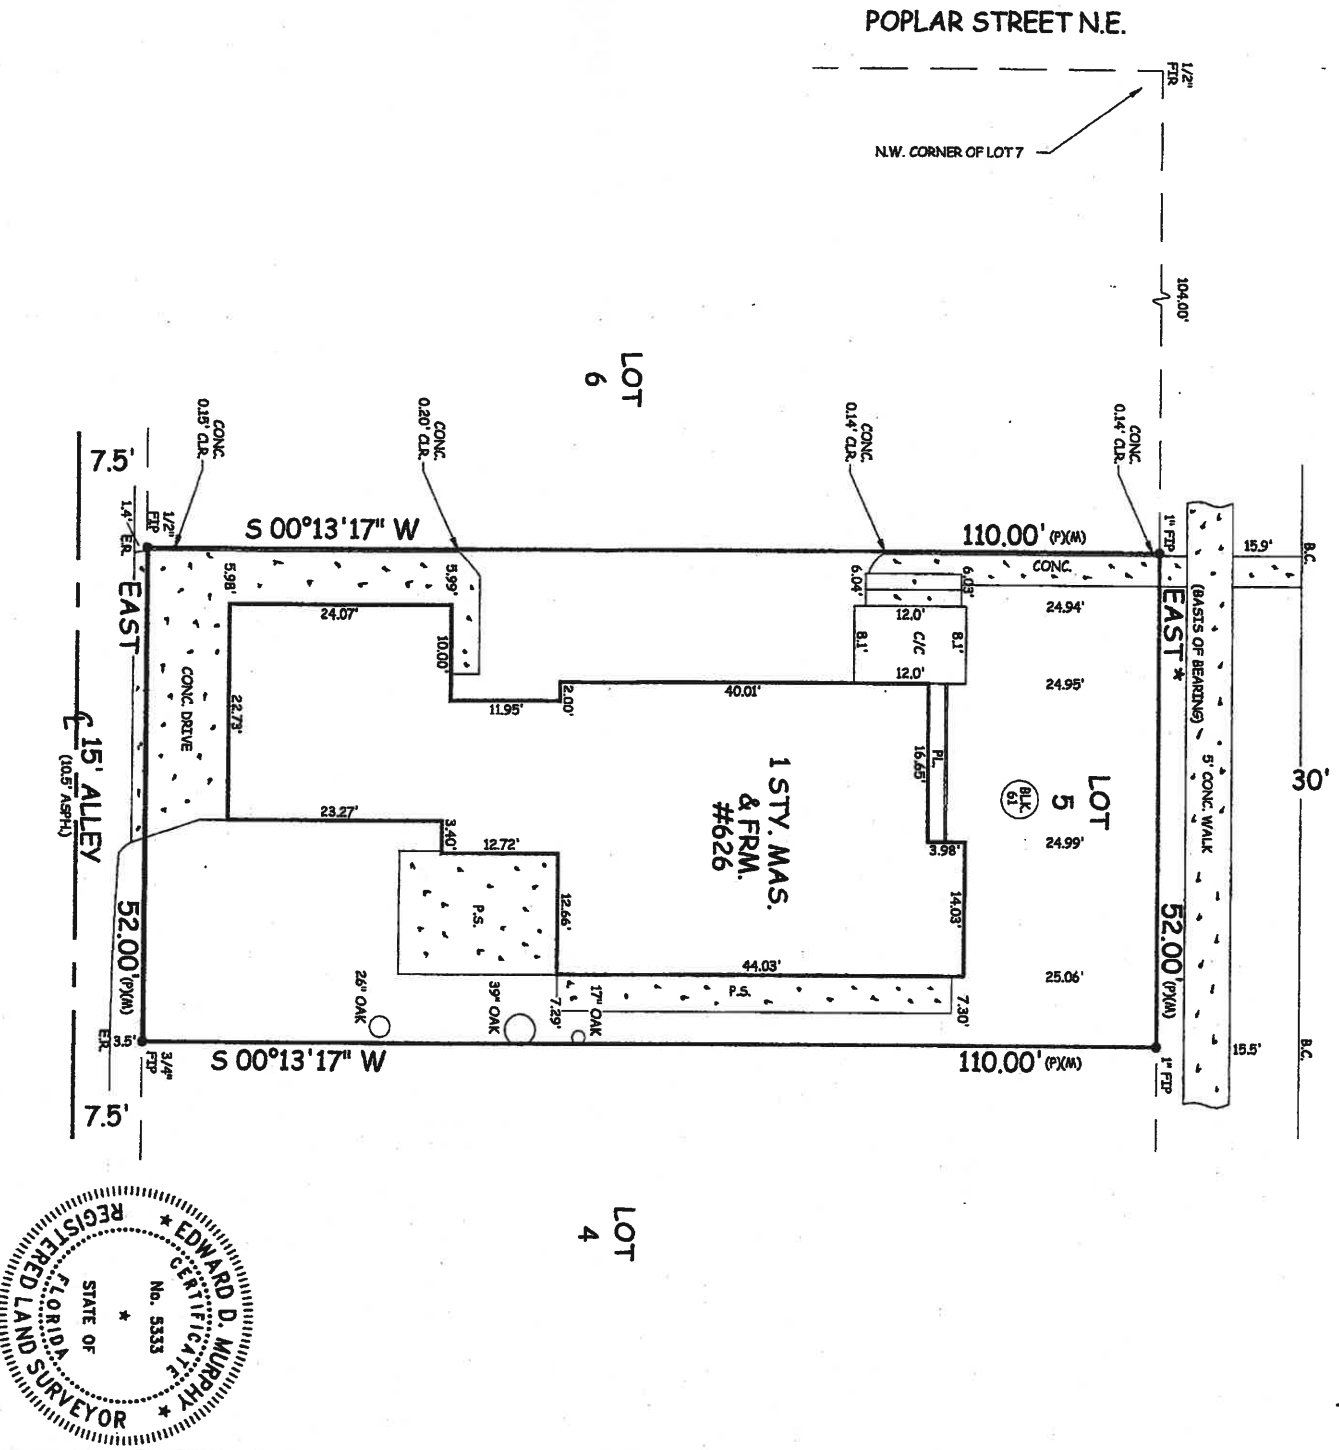 POPLAR STREET N.E.
1/2"
FIR
N.W. CORNER OF LOT 7
104.00'
LOT
6
CONC.
0.15' CLR.
CONC.
0.20' CLR.
CONC.
0.14' CLR.
CONC.
0.14' CLR.
7.5'
1.4'
E.R.
1/2"
FIP
S 00°13'17" W
110.00' (P)(M)
1" FIP
15.9'
B.C.
CONC.
5.98'
5.99'
6.04'
6.03'
24.07'
10.00'
11.95'
2.00'
40.01'
12.0'
8.1'
C/C
8.1'
12.0'
24.94'
24.95'
EAST
EAST*
(BASIS OF BEARING)
CONC. DRIVE
22.73'
16.65'
PL.
5' CONC. WALK
30'
℄ 15' ALLEY
(10.5' ASPH.)
1 STY. MAS.
& FRM.
#626
LOT
5
BLK.
61
23.27'
3.40'
12.72'
12.66'
3.98'
14.03'
24.99'
25.06'
P.S.
44.03'
P.S.
7.29'
7.30'
26" OAK
39" OAK
17" OAK
52.00' (P)(M)
52.00' (P)(M)
E.R.
3.5'
3/4"
FIP
S 00°13'17" W
110.00' (P)(M)
1" FIP
15.5'
B.C.
7.5'
LOT
4
★ EDWARD D. MURPHY ★
REGISTERED LAND SURVEYOR
CERTIFICATE
No. 5333
★
STATE OF
FLORIDA